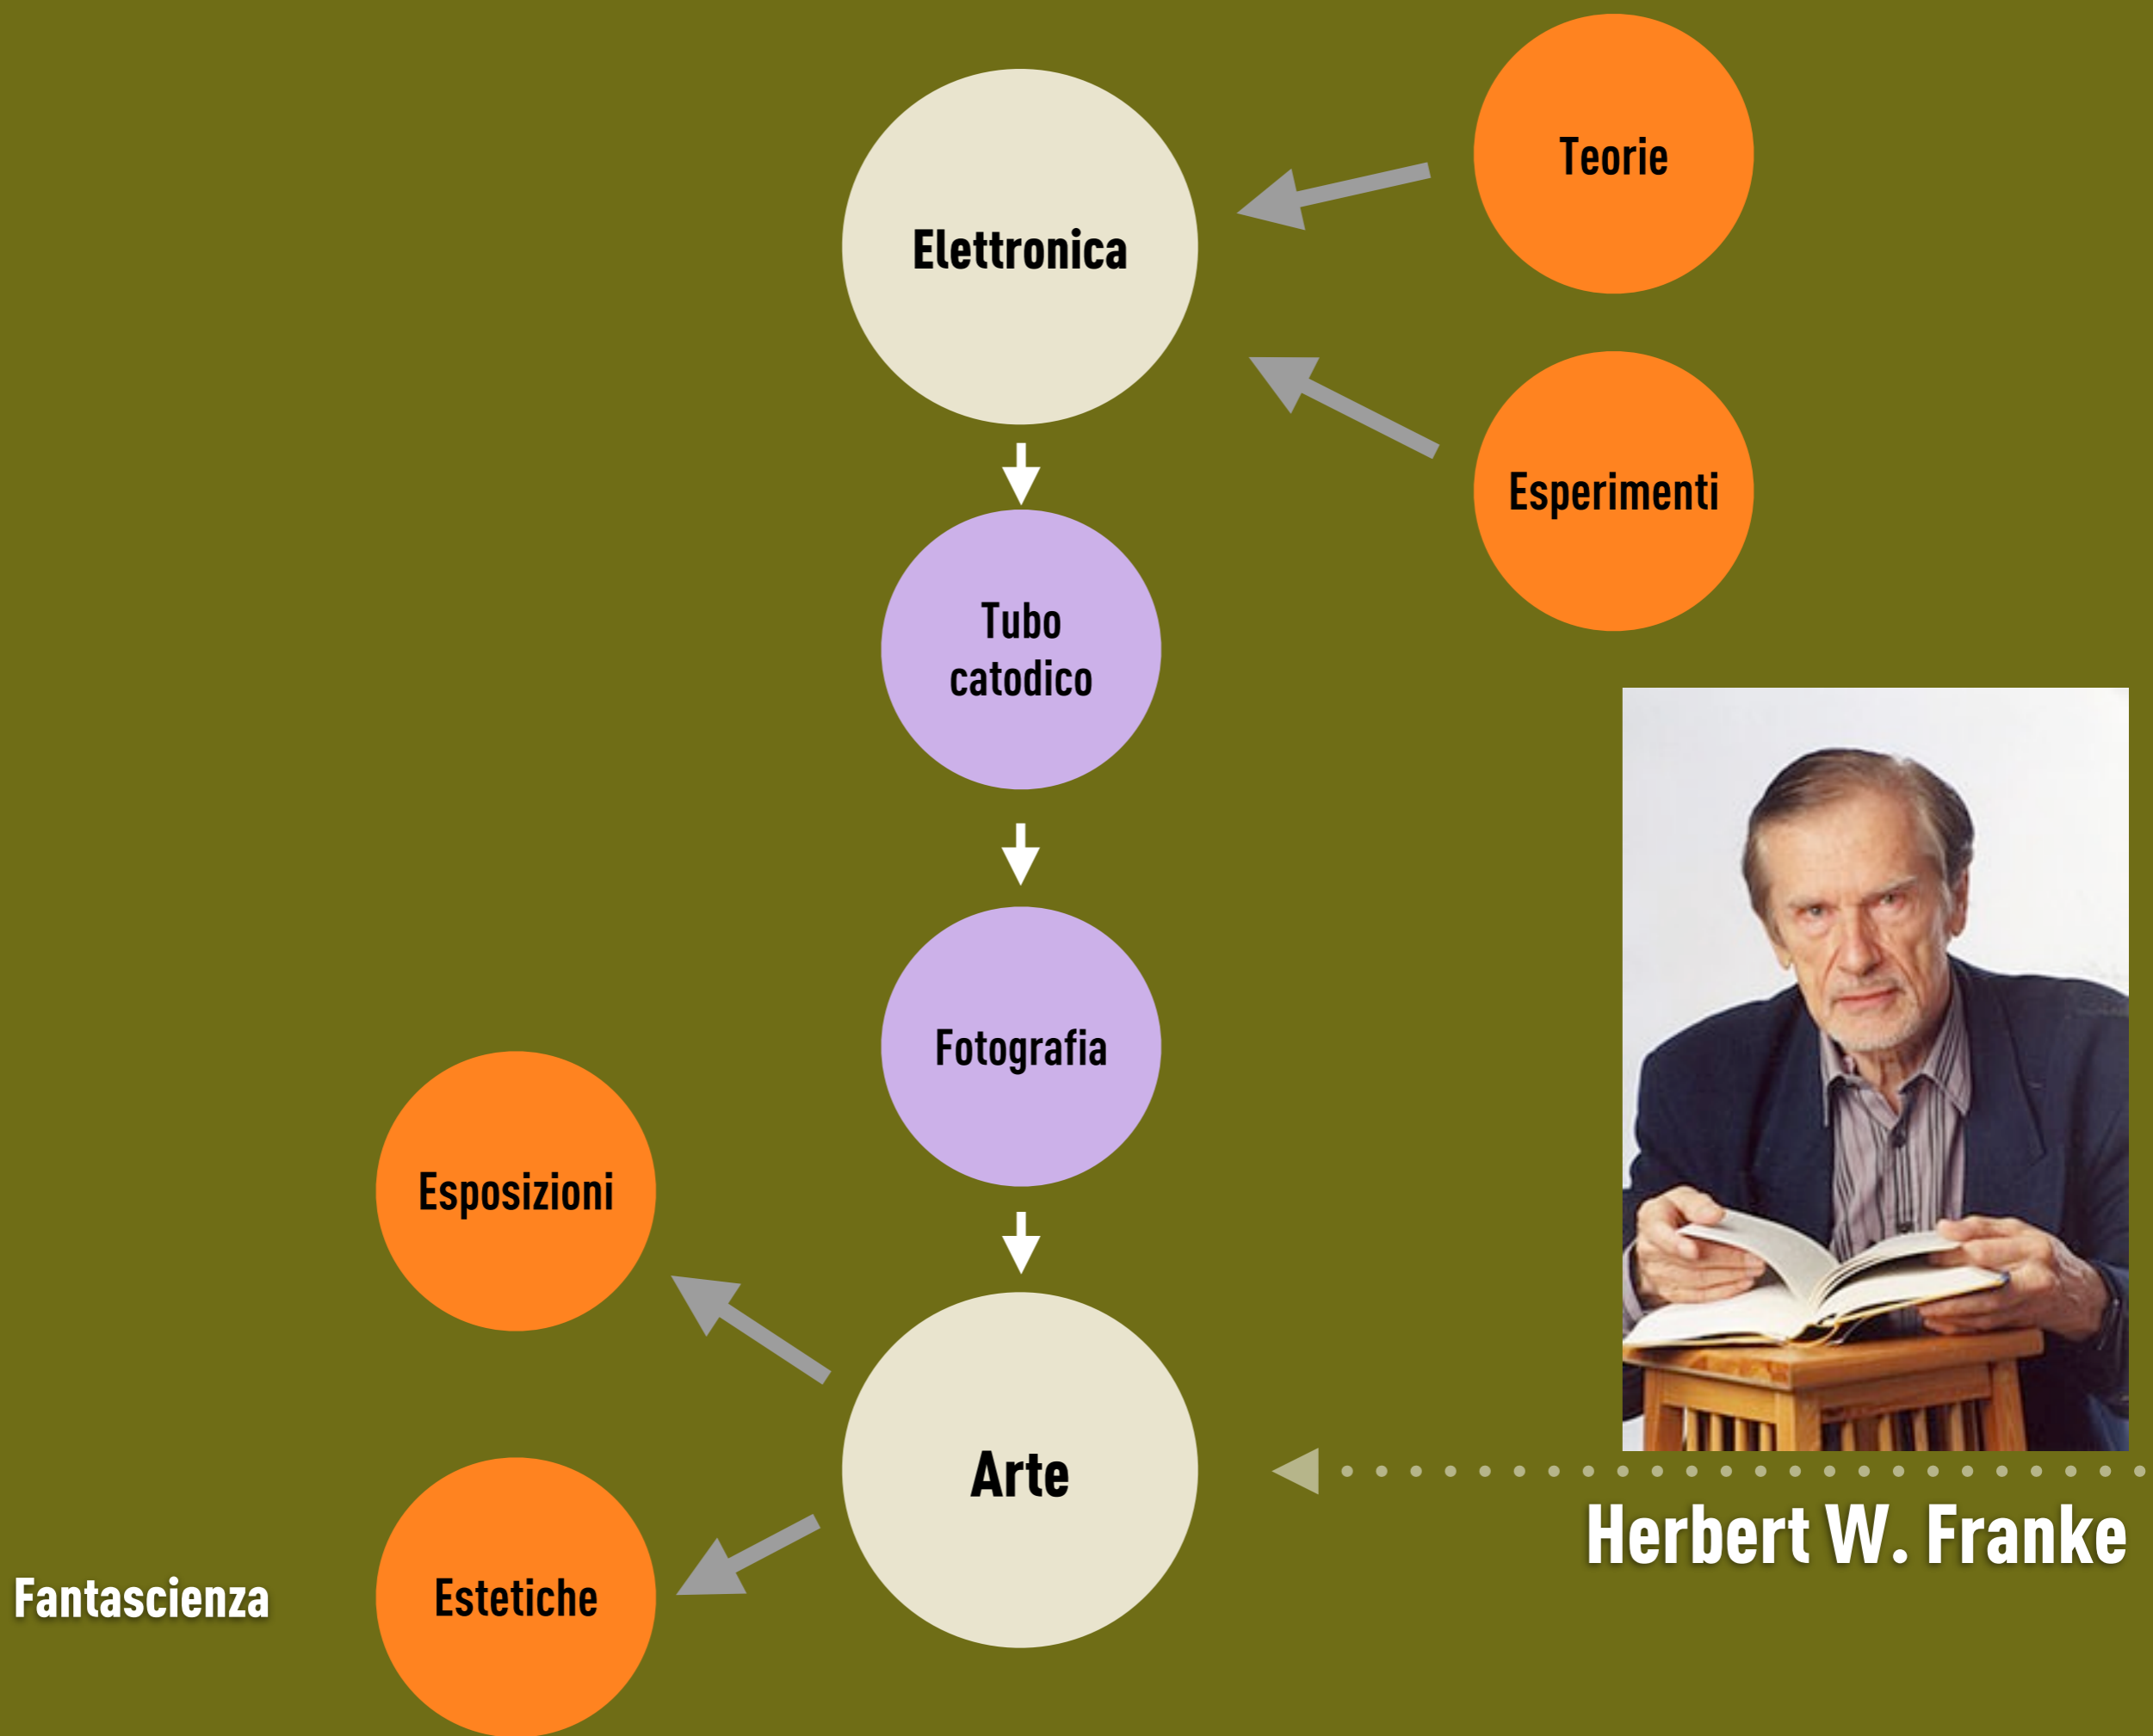 Teorie
Elettronica
Esperimenti
Tubo
catodico
Fotografia
Esposizioni
Arte
Herbert W. Franke
Fantascienza
Estetiche